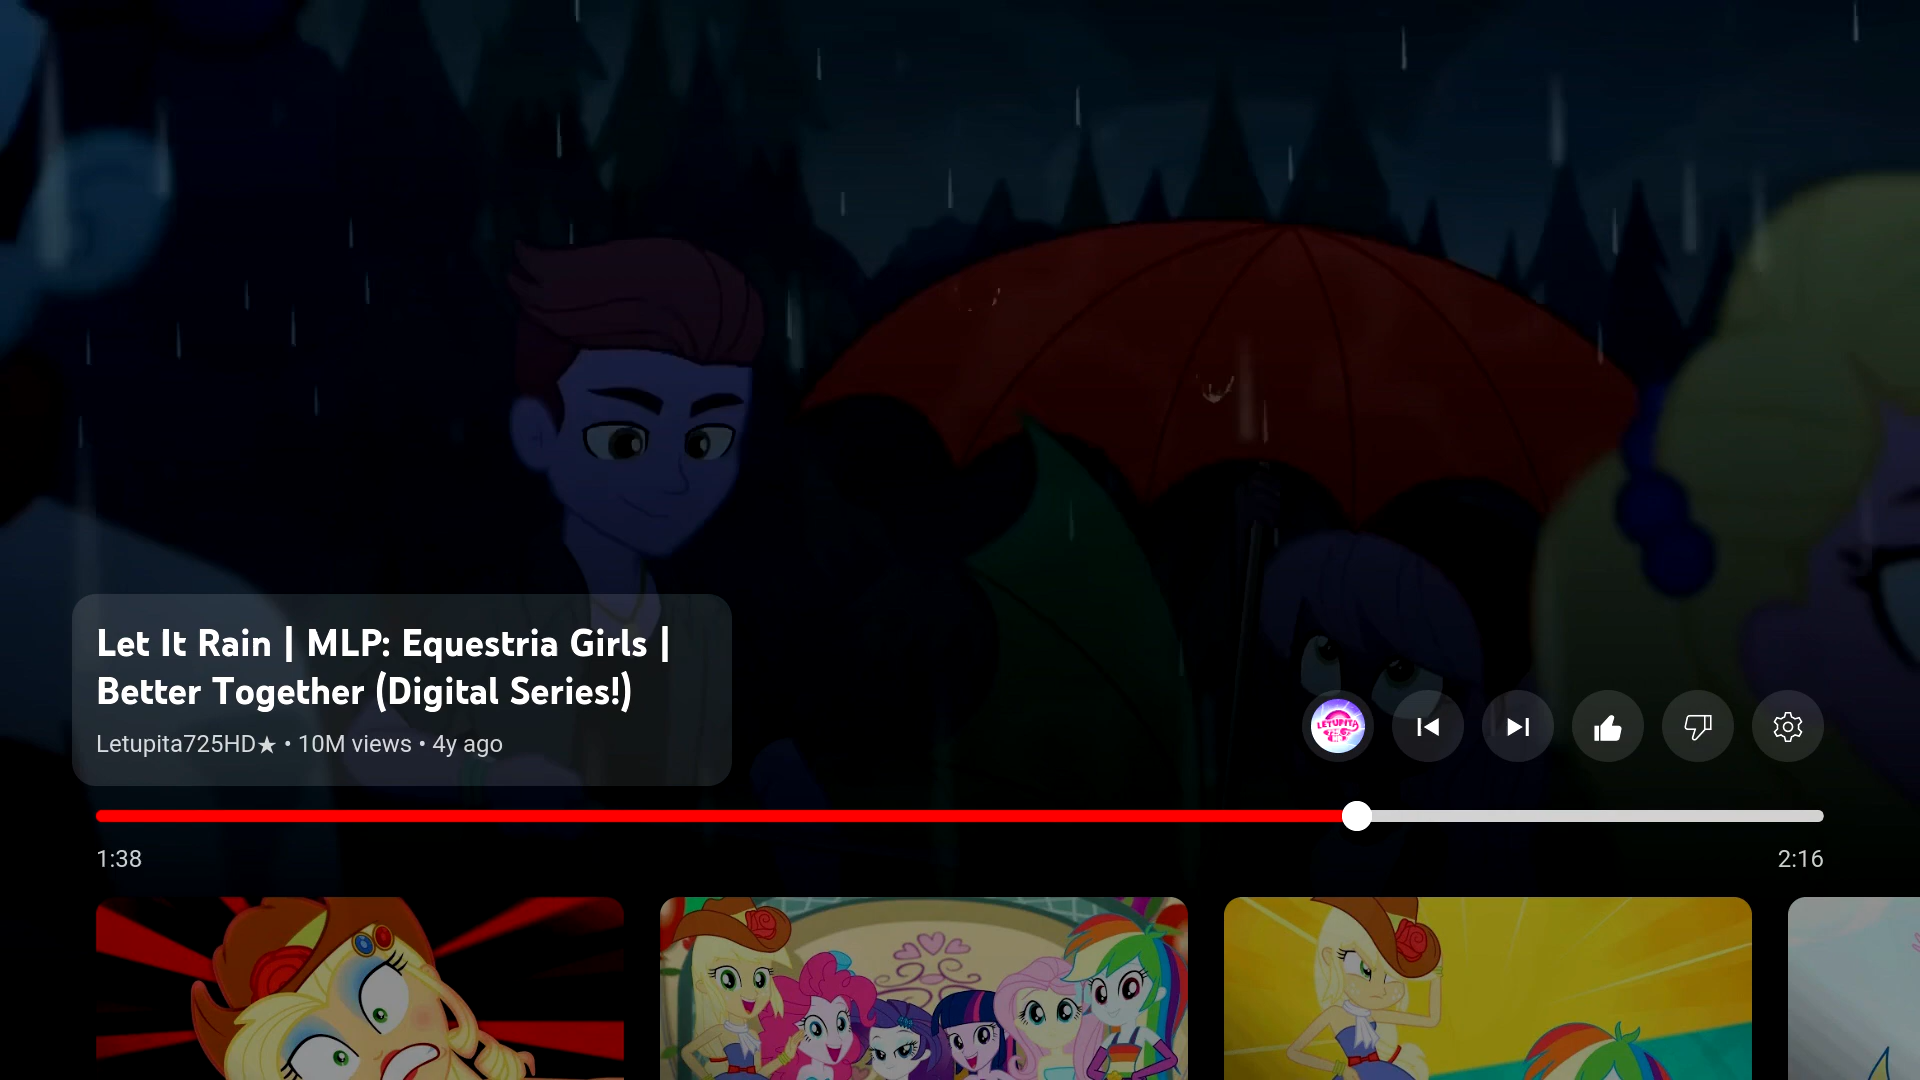 Let It Rain | MLP: Equestria Girls |
Better Together (Digital Series!)
Letupita725HD★ • 10M views • 4y ago
LETUPITA
1:38
2:16